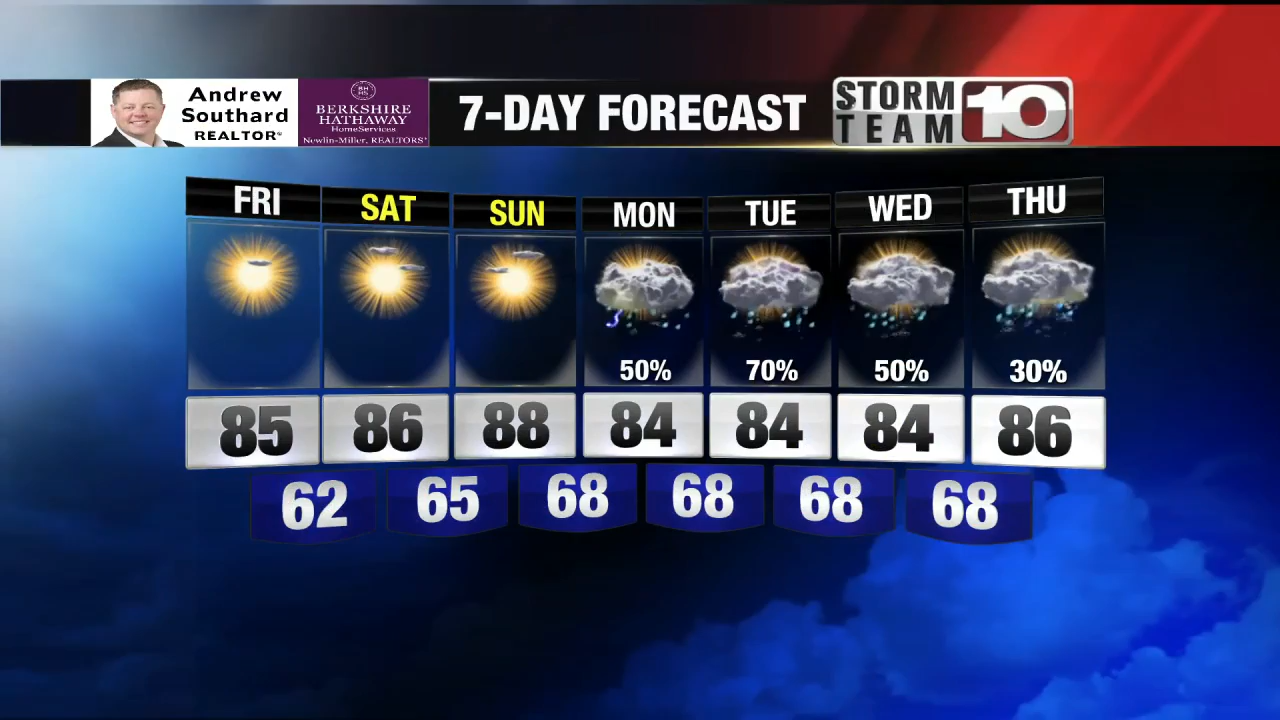 Andrew
Southard
REALTOR®
BH
HS
BERKSHIRE
HATHAWAY
HomeServices
Newlin-Miller, REALTORS®
7-DAY FORECAST
STORM
TEAM
10
FRI SAT SUN MON TUE WED THU
50% 70% 50% 30%
85 86 88 84 84 84 86
62 65 68 68 68 68